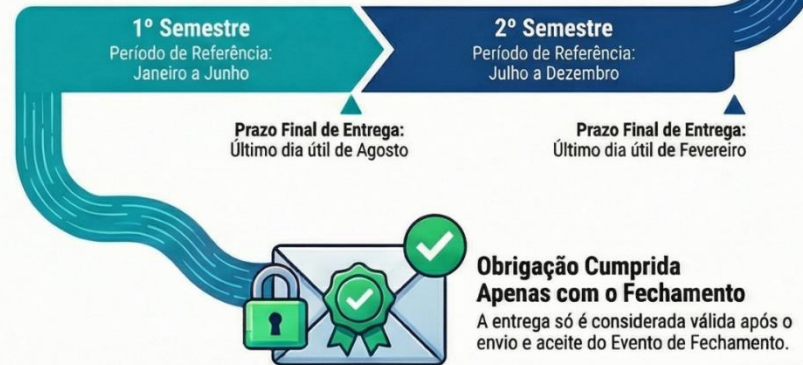 1º Semestre
Período de Referência:
Janeiro a Junho
2º Semestre
Período de Referência:
Julho a Dezembro
Prazo Final de Entrega:
Último dia útil de Agosto
Prazo Final de Entrega:
Último dia útil de Fevereiro
Obrigação Cumprida
Apenas com o Fechamento
A entrega só é considerada válida após o
envio e aceite do Evento de Fechamento.